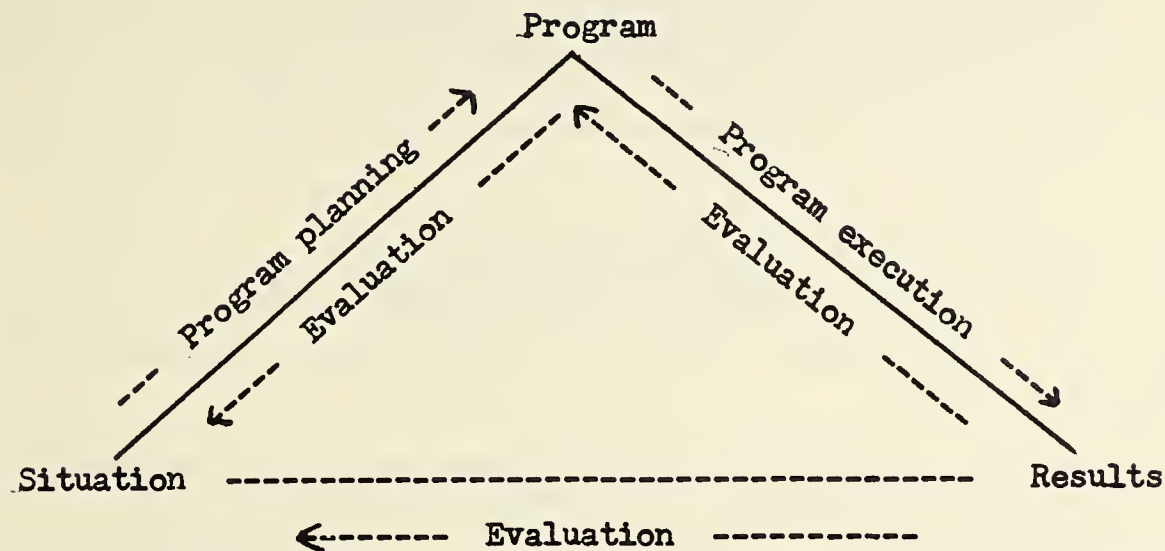 Program
Program planning
Evaluation
Program execution
Evaluation
Situation
Results
Evaluation